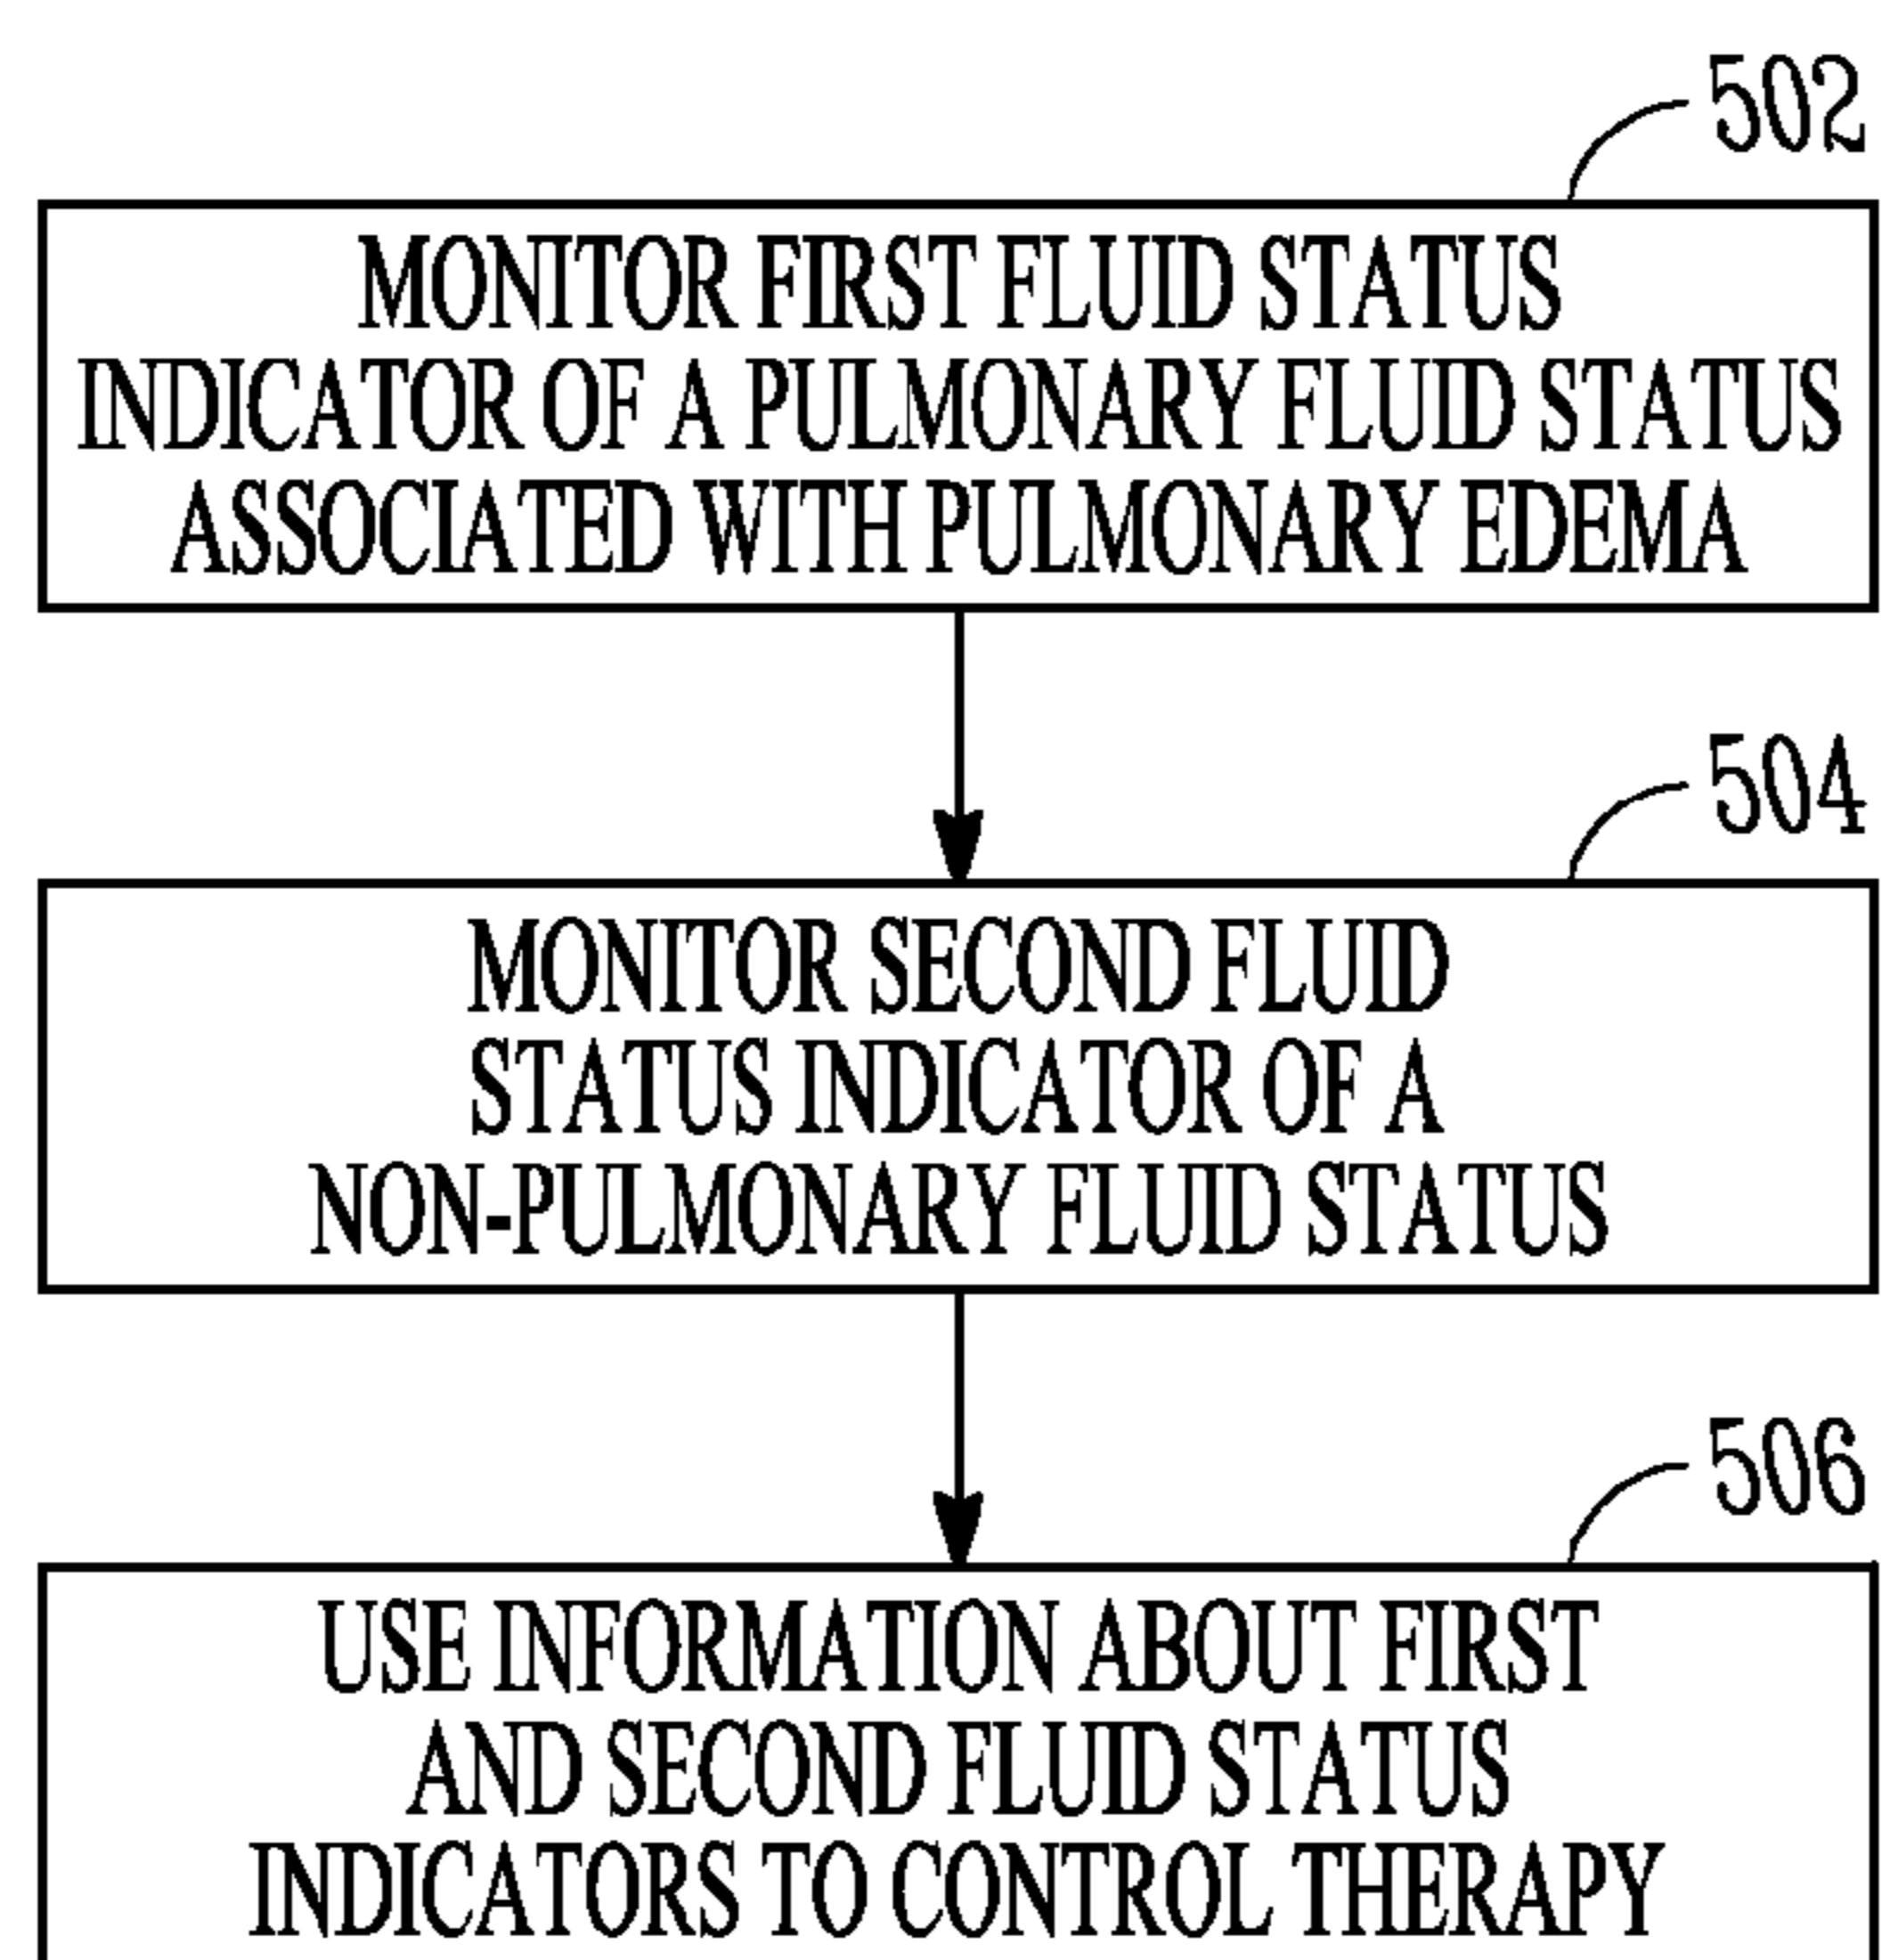 502
MONITOR FIRST FLUID STATUS
INDICATOR OF A PULMONARY FLUID STATUS
ASSOCIATED WITH PULMONARY EDEMA
504
MONITOR SECOND FLUID
STATUS INDICATOR OF A
NON-PULMONARY FLUID STATUS
506
USE INFORMATION ABOUT FIRST
AND SECOND FLUID STATUS
INDICATORS TO CONTROL THERAPY